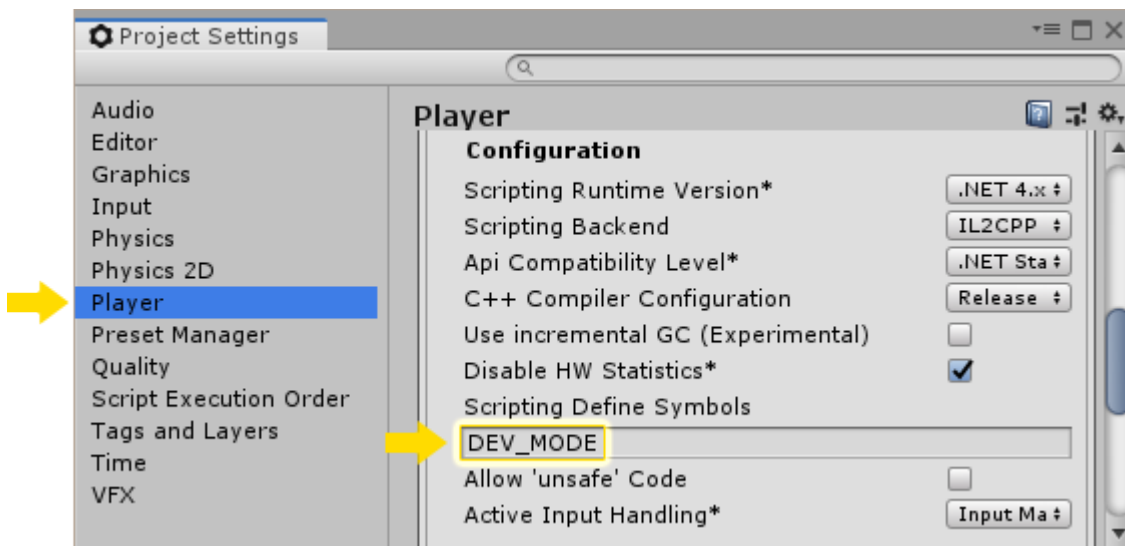 Project Settings
Audio
Editor
Graphics
Input
Physics
Physics 2D
Player
Preset Manager
Quality
Script Execution Order
Tags and Layers
Time
VFX
Player
Configuration
Scripting Runtime Version* .NET 4.x
Scripting Backend IL2CPP
Api Compatibility Level* .NET Sta
C++ Compiler Configuration Release
Use incremental GC (Experimental)
Disable HW Statistics*
Scripting Define Symbols
DEV_MODE
Allow 'unsafe' Code
Active Input Handling* Input Ma